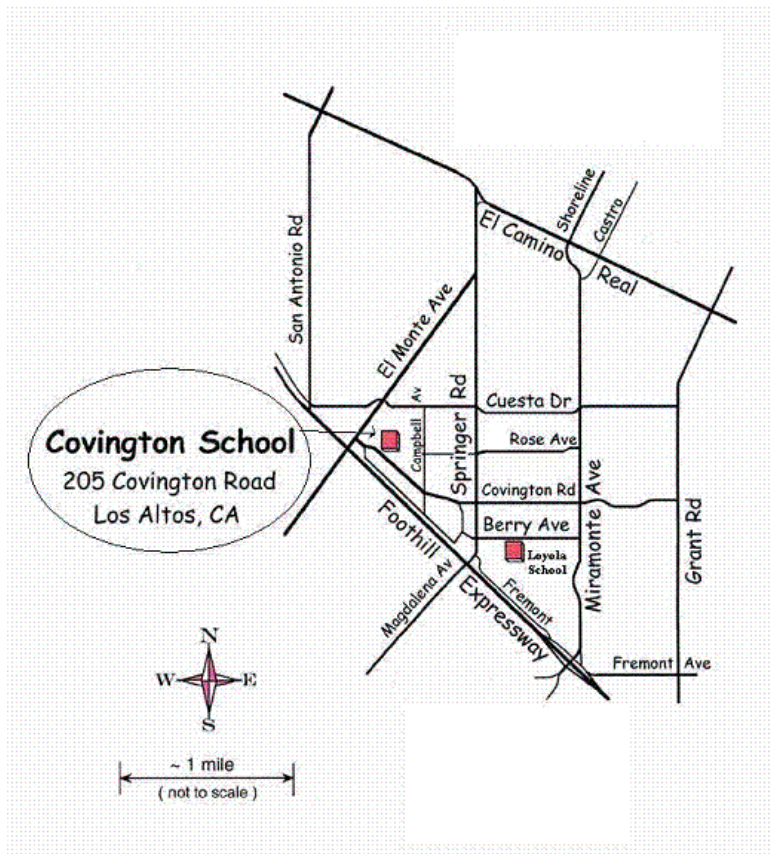 Shoreline
Castro
El Camino
Real
San Antonio Rd
El Monte Ave
Av
Campbell
Springer Rd
Cuesta Dr
Rose Ave
Covington School
205 Covington Road
Los Altos, CA
Covington Rd
Berry Ave
Miramonte Ave
Grant Rd
Loyola
School
Foothill
Expressway
Magdalena Av
Fremont
Fremont Ave
N
W E
S
~ 1 mile
( not to scale )